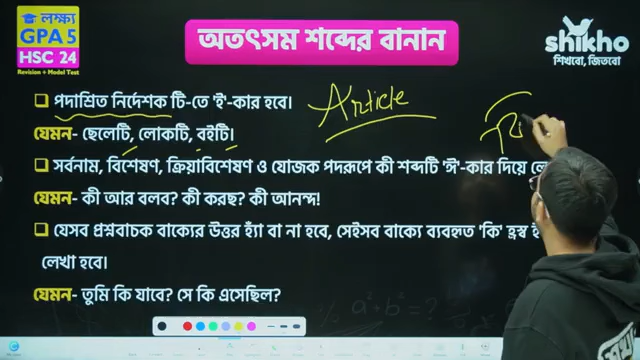 লক্ষ্য
GPA 5
HSC 24
Revision + Model Test
অতৎসম শব্দের বানান
shikho
শিখবো, জিতবো
পদাশ্রিত নির্দেশক টি-তে 'ই'-কার হবে।
Article
যেমন- ছেলেটি, লোকটি, বইটি।
সর্বনাম, বিশেষণ, ক্রিয়াবিশেষণ ও যোজক পদরূপে কী শব্দটি 'ঈ'-কার দিয়ে
যেমন- কী আর বলব? কী করছ? কী আনন্দ!
যেসব প্রশ্নবাচক বাক্যের উত্তর হ্যাঁ বা না হবে, সেইসব বাক্যে ব্যবহৃত 'কি' হ্রস্ব
লেখা হবে।
যেমন- তুমি কি যাবে? সে কি এসেছিল?
a²+b²=?